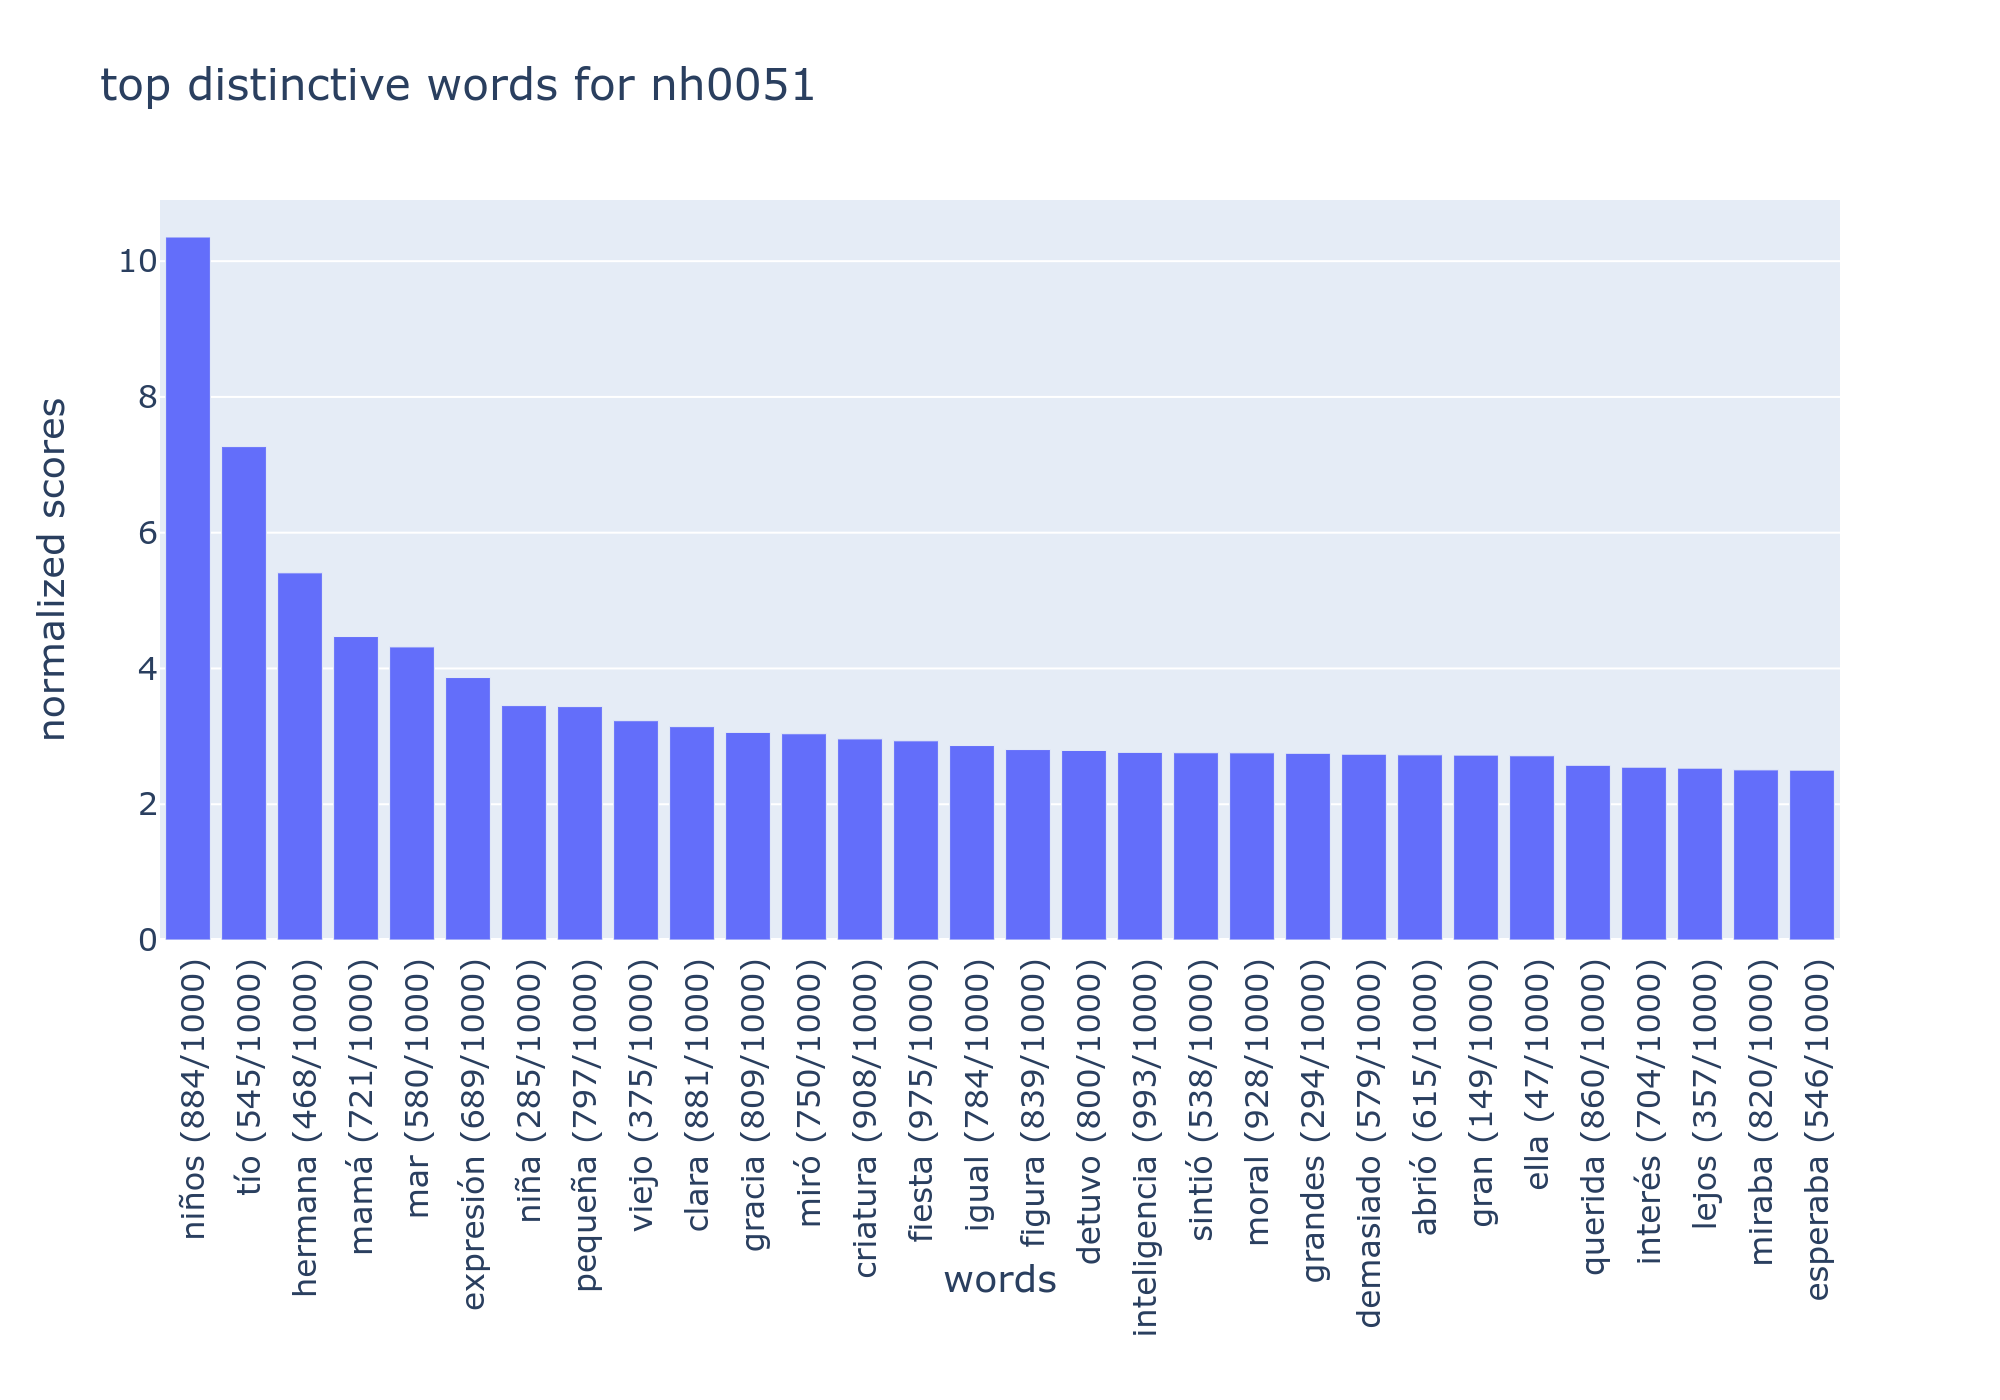 top distinctive words for nh0051
normalized scores
10
8
6
4
2
0
niños (884/1000)
tío (545/1000)
hermana (468/1000)
mamá (721/1000)
mar (580/1000)
expresión (689/1000)
niña (285/1000)
pequeña (797/1000)
viejo (375/1000)
clara (881/1000)
gracia (809/1000)
miró (750/1000)
criatura (908/1000)
fiesta (975/1000)
igual (784/1000)
figura (839/1000)
detuvo (800/1000)
inteligencia (993/1000)
sintió (538/1000)
moral (928/1000)
grandes (294/1000)
demasiado (579/1000)
abrió (615/1000)
gran (149/1000)
ella (47/1000)
querida (860/1000)
interés (704/1000)
lejos (357/1000)
miraba (820/1000)
esperaba (546/1000)
words